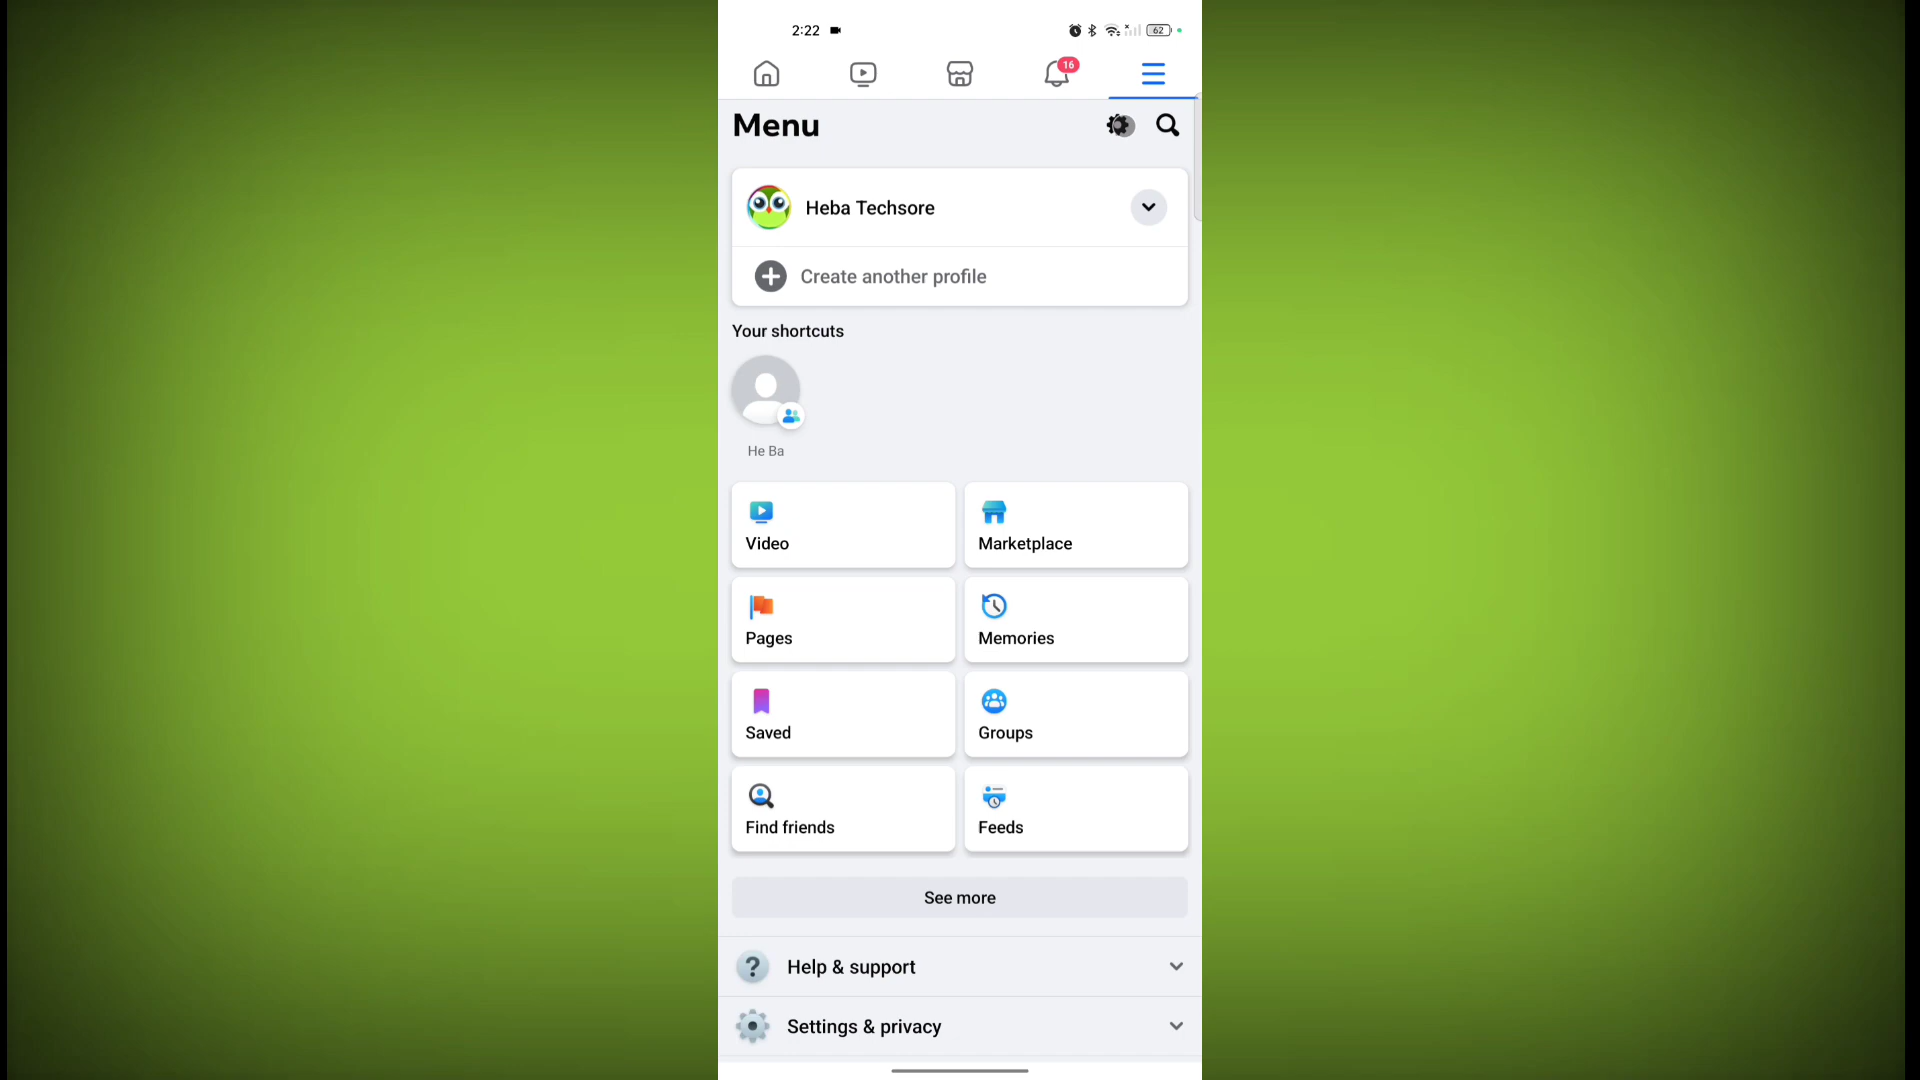 2:22
62
16
Menu
Heba Techsore
Create another profile
Your shortcuts
He Ba
Video
Marketplace
Pages
Memories
Saved
Groups
Find friends
Feeds
See more
Help & support
Settings & privacy